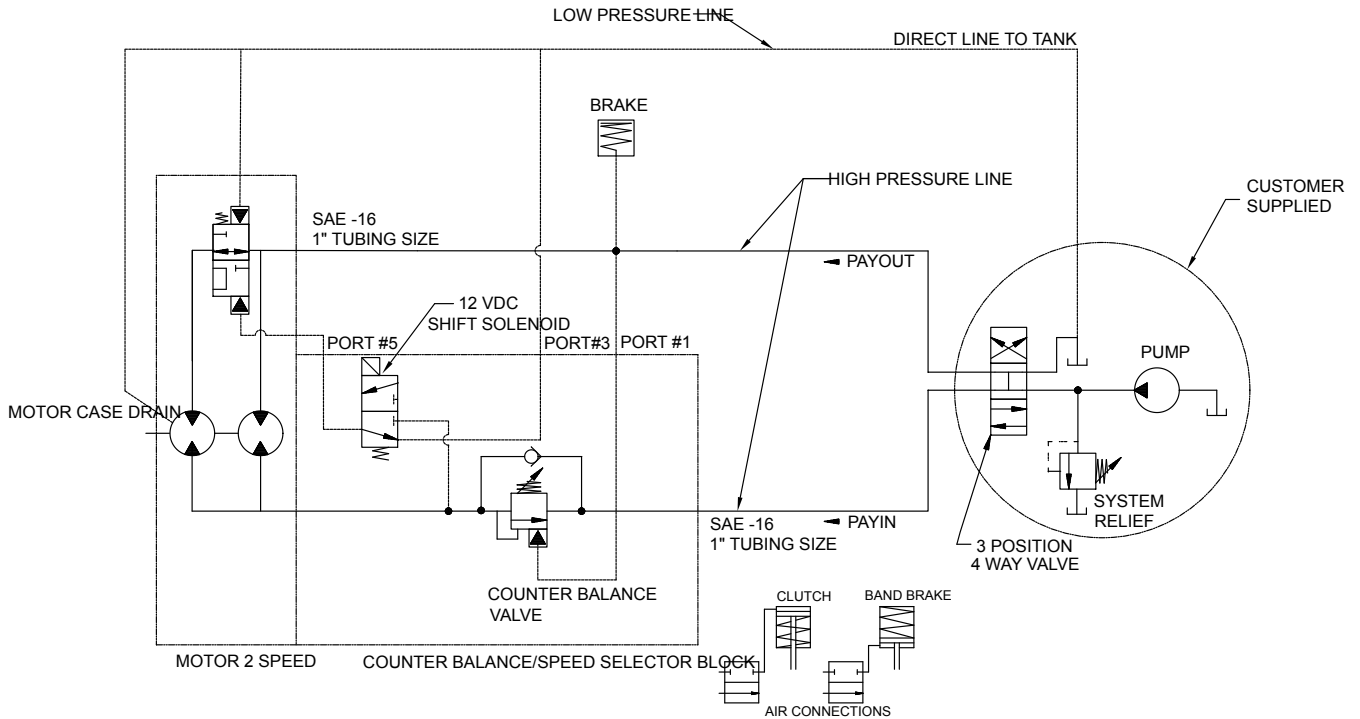 LOW PRESSURE LINE
DIRECT LINE TO TANK
BRAKE
HIGH PRESSURE LINE
CUSTOMER
SUPPLIED
SAE -16
1" TUBING SIZE
PAYOUT
12 VDC
SHIFT SOLENOID
PORT #5
PORT#3
PORT #1
PUMP
MOTOR CASE DRAIN
SYSTEM
RELIEF
SAE -16
1" TUBING SIZE
PAYIN
3 POSITION
4 WAY VALVE
COUNTER BALANCE
VALVE
CLUTCH
BAND BRAKE
MOTOR 2 SPEED
COUNTER BALANCE/SPEED SELECTOR BLOCK
AIR CONNECTIONS